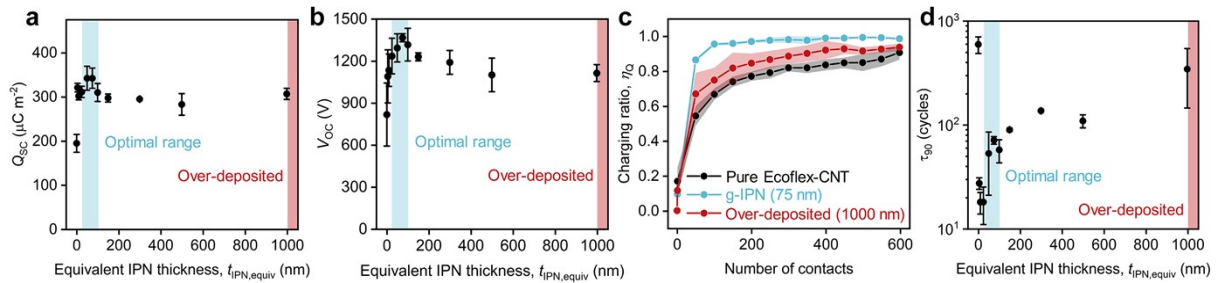 a
400
300
200
100
0
Q_SC (μC m⁻²)
Optimal range
Over-deposited
0 200 400 600 800 1000
Equivalent IPN thickness, t_IPN,equiv (nm)
b
1500
1200
900
600
300
0
V_OC (V)
Optimal range
Over-deposited
0 200 400 600 800 1000
Equivalent IPN thickness, t_IPN,equiv (nm)
c
1.0
0.8
0.6
0.4
0.2
0.0
Charging ratio, η_Q
Pure Ecoflex-CNT
g-IPN (75 nm)
Over-deposited (1000 nm)
0 200 400 600
Number of contacts
d
10³
10²
10¹
τ₉₀ (cycles)
Optimal range
Over-deposited
0 200 400 600 800 1000
Equivalent IPN thickness, t_IPN,equiv (nm)